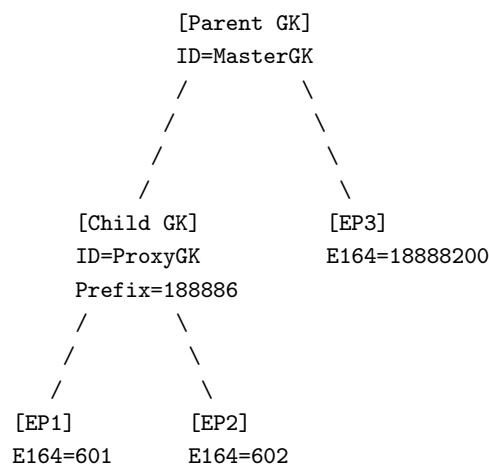 [Parent GK]
ID=MasterGK
[Child GK] [EP3]
ID=ProxyGK E164=18888200
Prefix=188886
[EP1] [EP2]
E164=601 E164=602